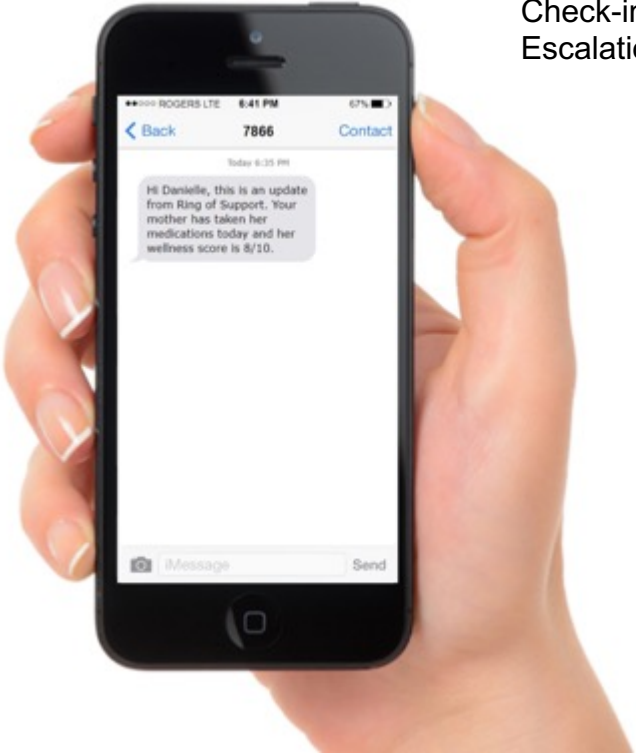 Check-in
Escalatio
ROGERS LTE 6:41 PM 67%
Back 7866 Contact
Today 6:35 PM
Hi Danielle, this is an update
from Ring of Support. Your
mother has taken her
medications today and her
wellness score is 8/10.
iMessage Send